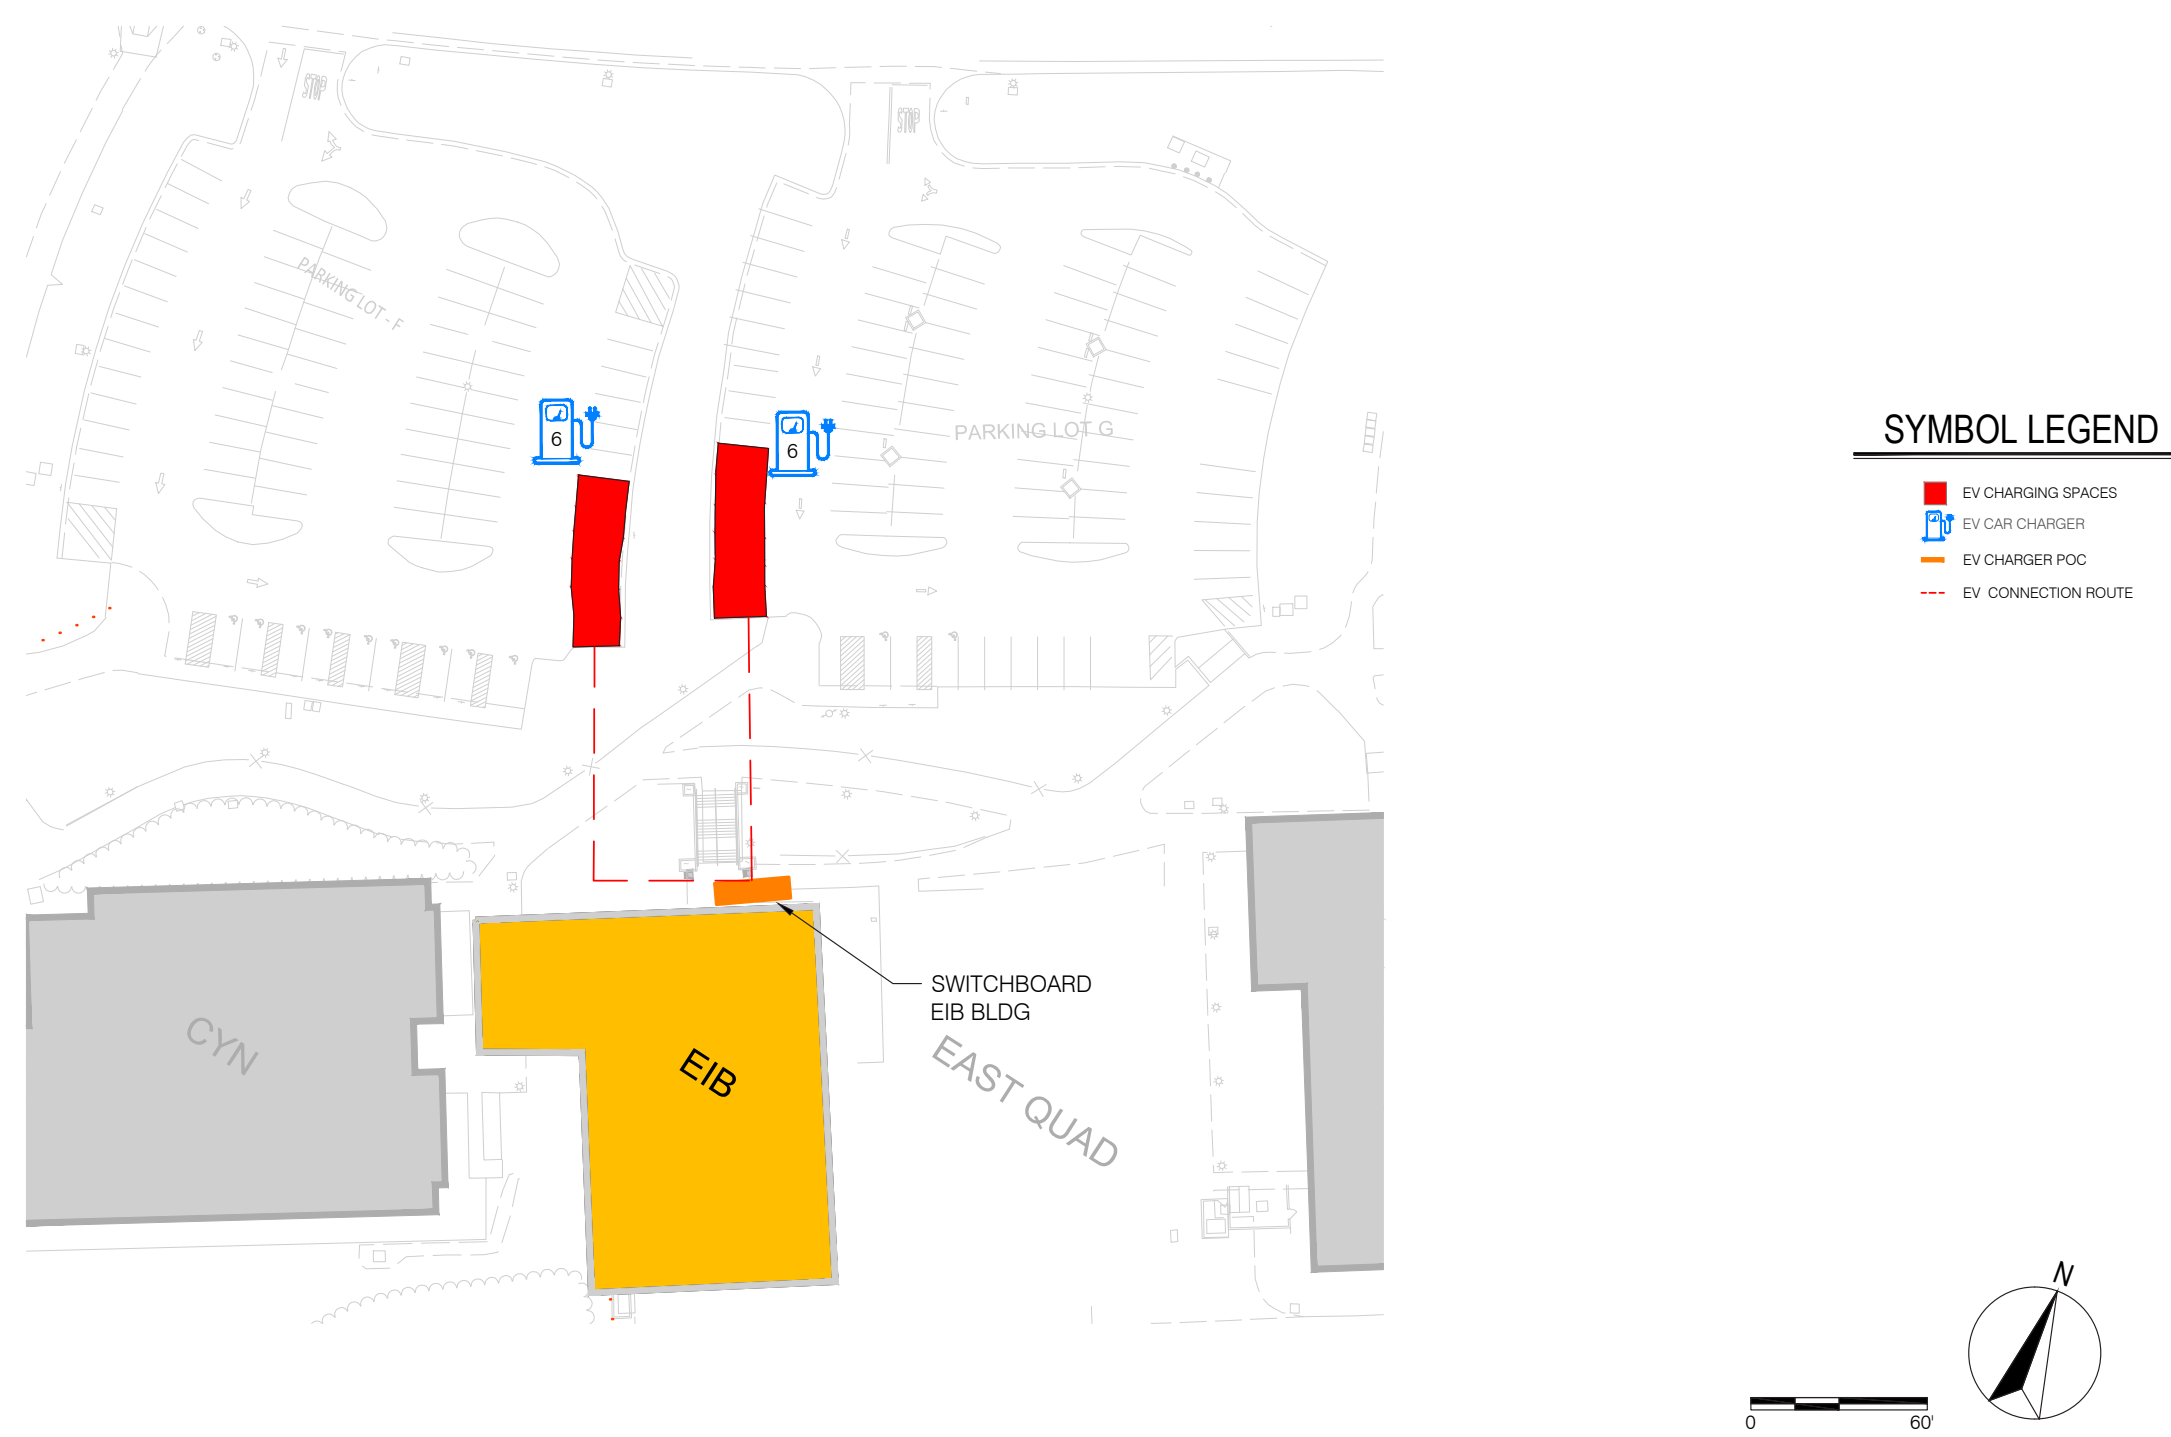 STOP
STOP
PARKING LOT - F
6
6
PARKING LOT G
SYMBOL LEGEND
EV CHARGING SPACES
EV CAR CHARGER
EV CHARGER POC
EV CONNECTION ROUTE
SWITCHBOARD
EIB BLDG
CYN
EIB
EAST QUAD
N
0
60'